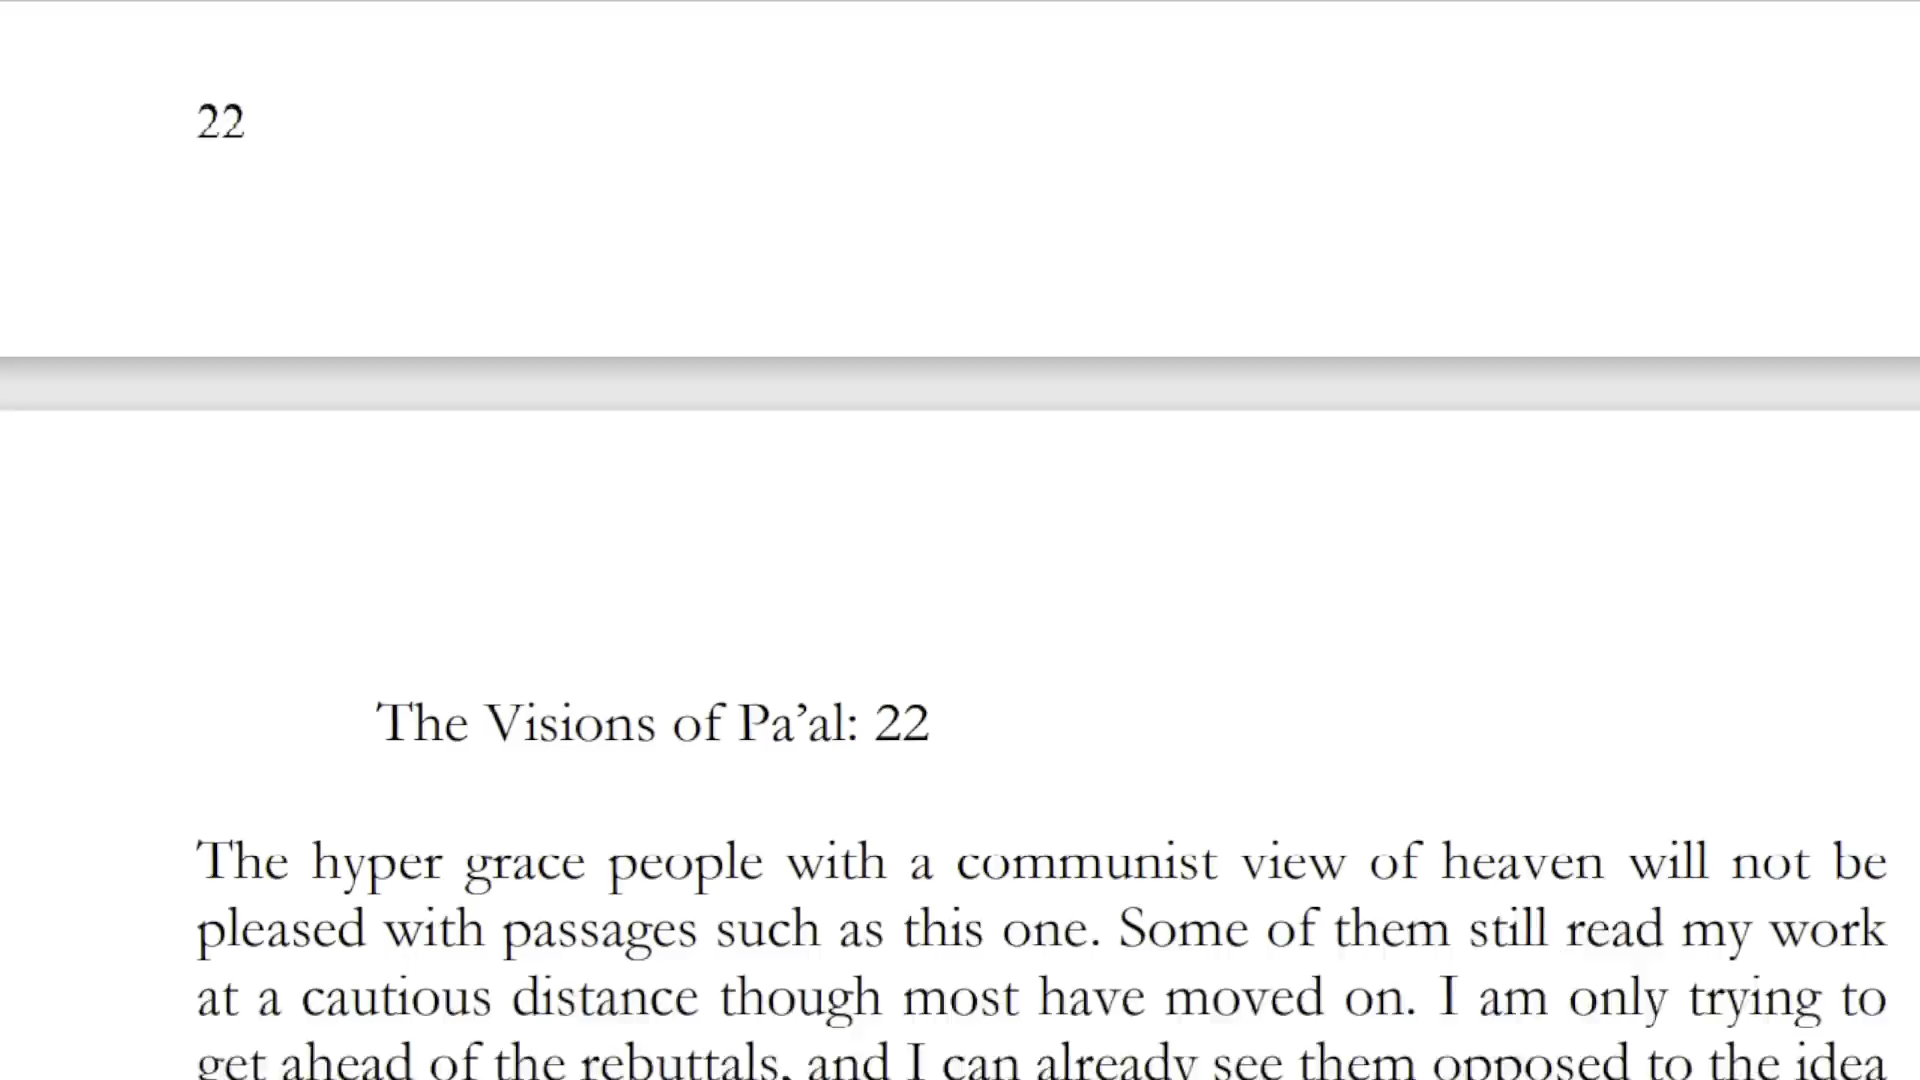 22
The Visions of Pa’al: 22
The hyper grace people with a communist view of heaven will not be
pleased with passages such as this one. Some of them still read my work
at a cautious distance though most have moved on. I am only trying to
get ahead of the rebuttals, and I can already see them opposed to the idea